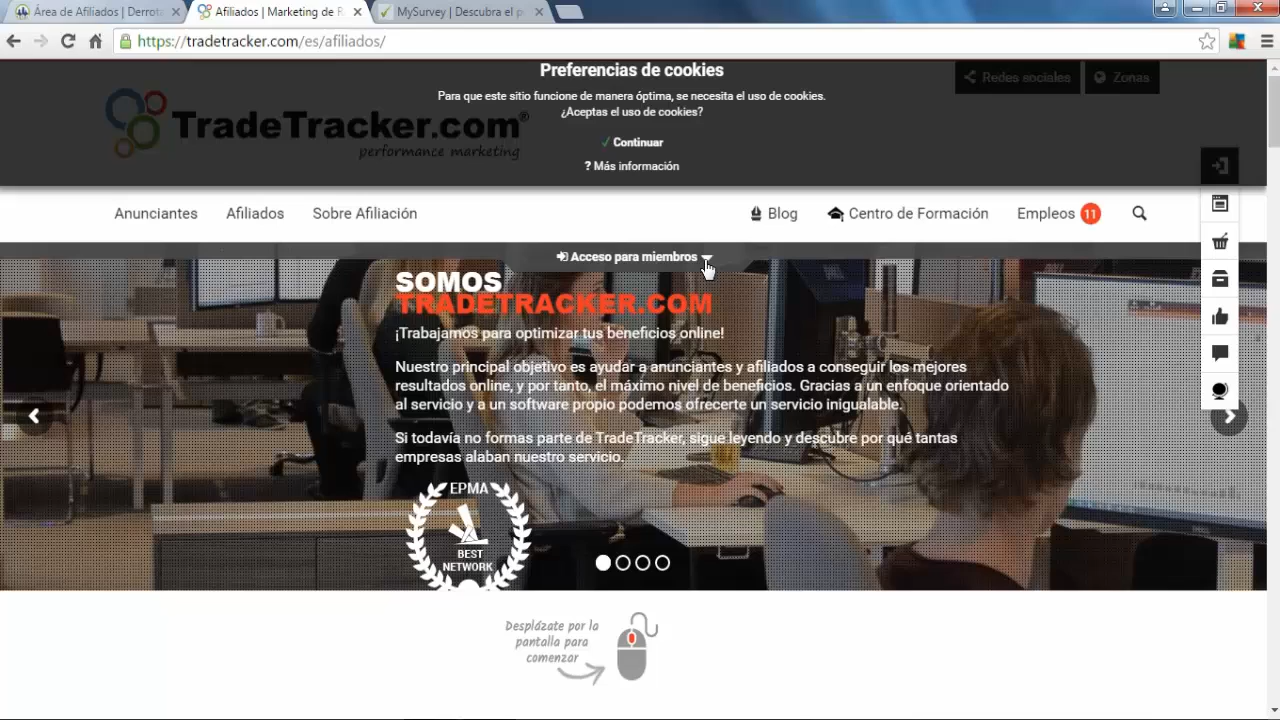 Área de Afiliados | Derrot
Afiliados | Marketing de R
MySurvey | Descubra el p
https://tradetracker.com/es/afiliados/
Preferencias de cookies
Para que este sitio funcione de manera óptima, se necesita el uso de cookies.
¿Aceptas el uso de cookies?
✓ Continuar
? Más información
Redes sociales
Zonas
TradeTracker.com®
performance marketing
Anunciantes
Afiliados
Sobre Afiliación
Blog
Centro de Formación
Empleos 11
Acceso para miembros
SOMOS
TRADETRACKER.COM
¡Trabajamos para optimizar tus beneficios online!
Nuestro principal objetivo es ayudar a anunciantes y afiliados a conseguir los mejores
resultados online, y por tanto, el máximo nivel de beneficios. Gracias a un enfoque orientado
al servicio y a un software propio podemos ofrecerte un servicio inigualable.
Si todavía no formas parte de TradeTracker, sigue leyendo y descubre por qué tantas
empresas alaban nuestro servicio.
EPMA
BEST
NETWORK
Desplázate por la
pantalla para
comenzar